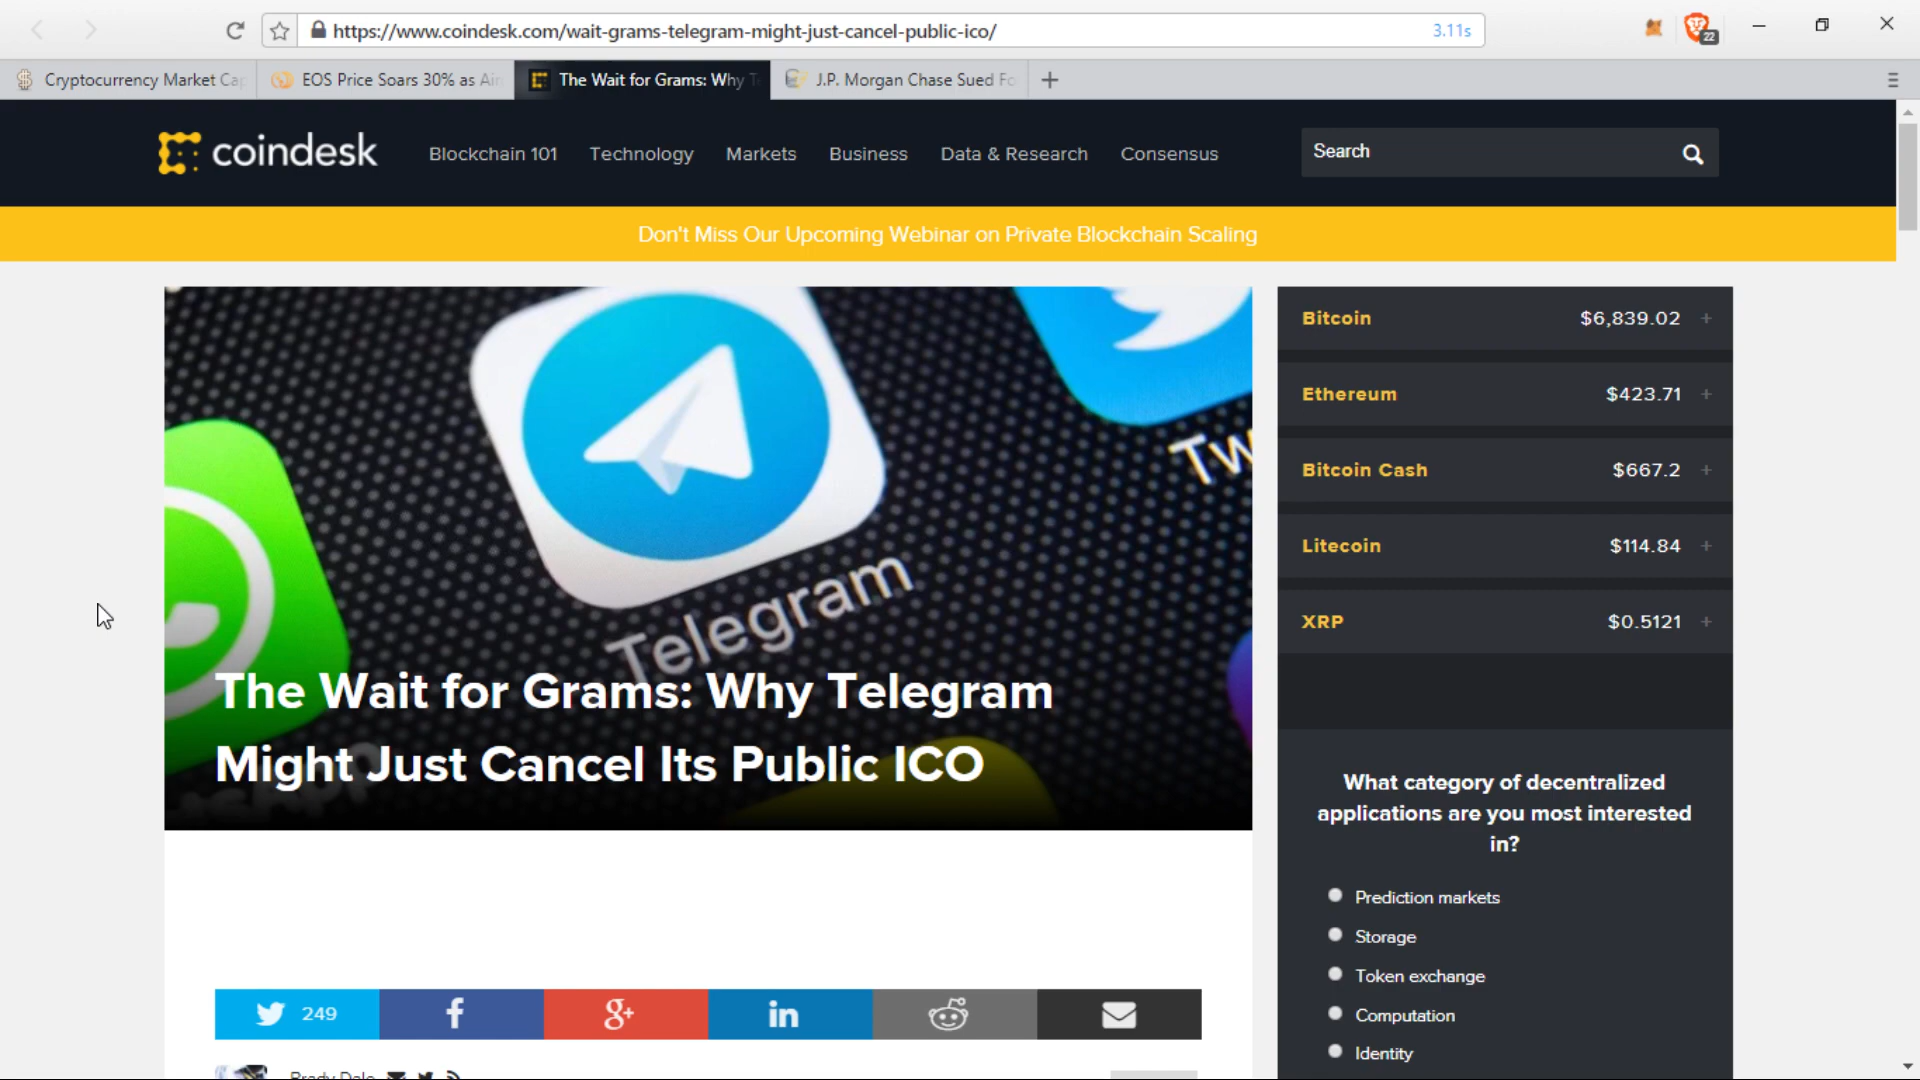 https://www.coindesk.com/wait-grams-telegram-might-just-cancel-public-ico/
3.11s
22
Cryptocurrency Market Cap
EOS Price Soars 30% as Air
The Wait for Grams: Why T
J.P. Morgan Chase Sued Fo
coindesk
Blockchain 101
Technology
Markets
Business
Data & Research
Consensus
Search
Don't Miss Our Upcoming Webinar on Private Blockchain Scaling
Tw
Telegram
The Wait for Grams: Why Telegram
Might Just Cancel Its Public ICO
Bitcoin $6,839.02 +
Ethereum $423.71 +
Bitcoin Cash $667.2 +
Litecoin $114.84 +
XRP $0.5121 +
What category of decentralized
applications are you most interested
in?
Prediction markets
Storage
Token exchange
Computation
Identity
249
Brady Dale